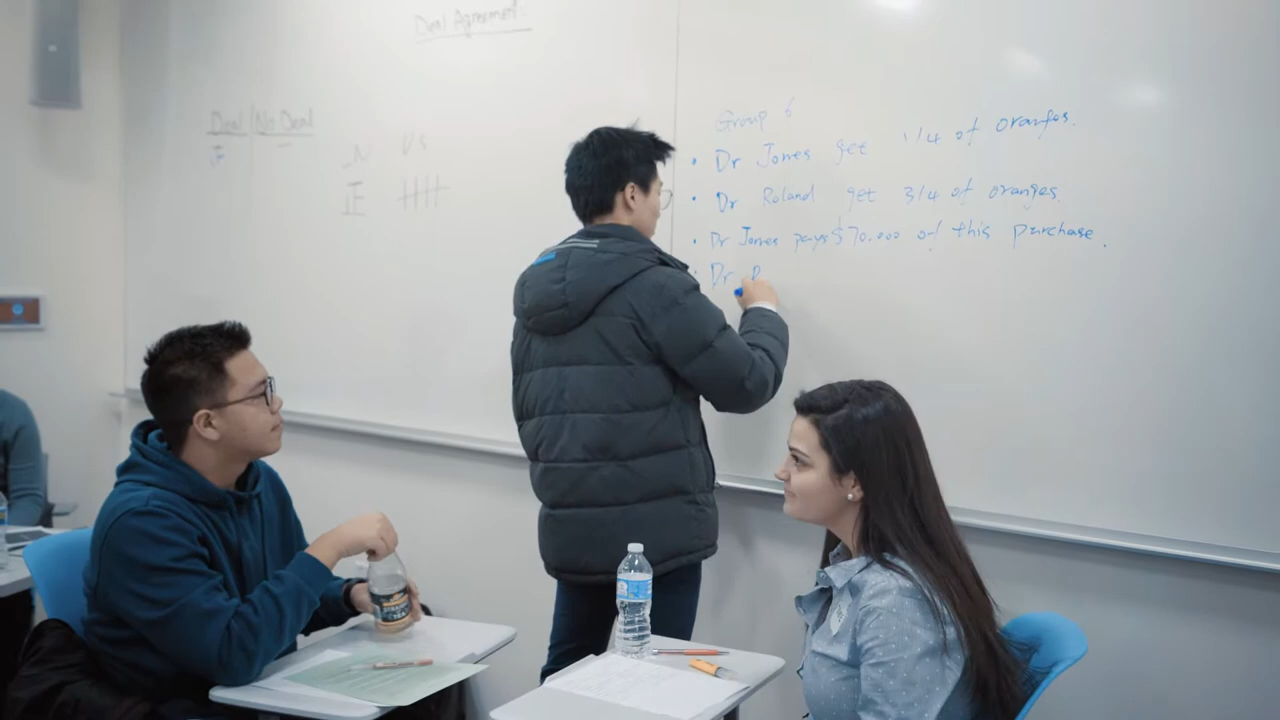 Deal Agreement
Deal No Deal
VS
Group 6
• Dr Jones get 1/4 of oranges.
• Dr Roland get 3/4 of oranges.
• Dr Jones pays $70.000 of this purchase.
• Dr R
TEA